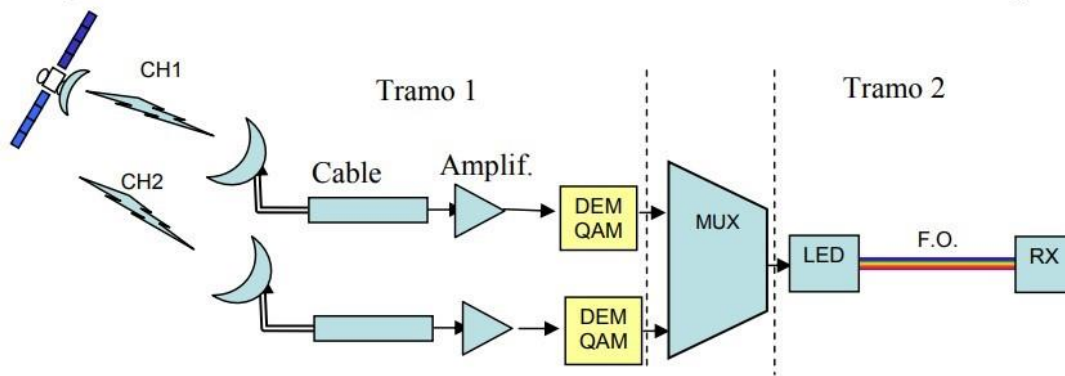 CH1
Tramo 1
Tramo 2
CH2
Cable
Amplif.
DEM
QAM
MUX
LED
F.O.
RX
DEM
QAM